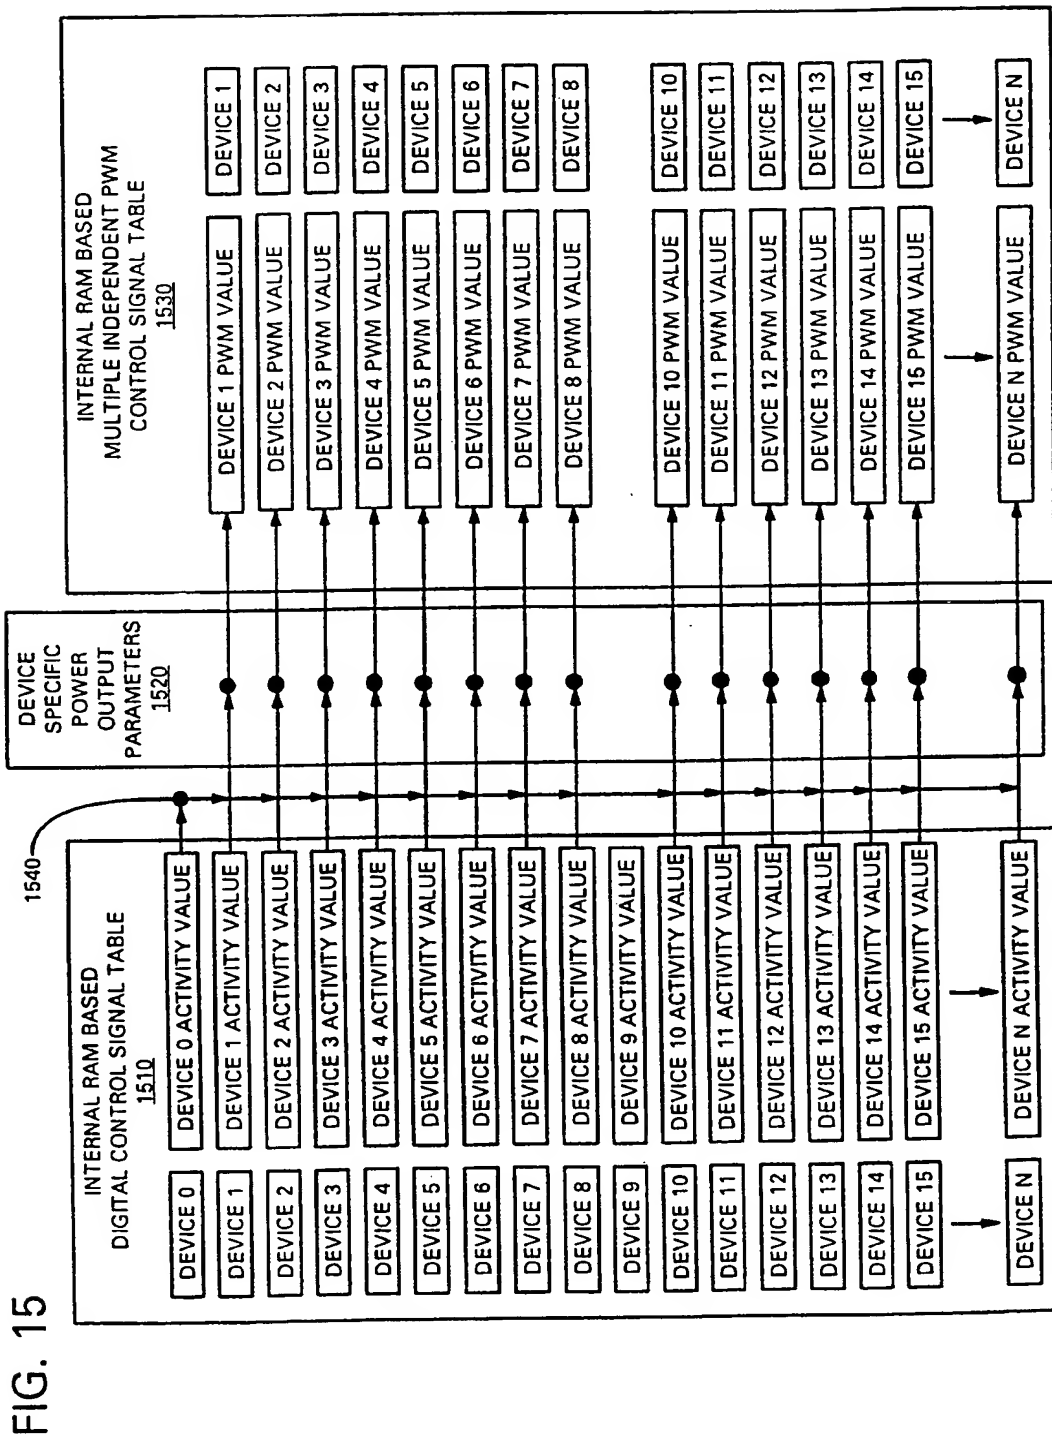 FIG. 15
INTERNAL RAM BASED
DIGITAL CONTROL SIGNAL TABLE
1510
DEVICE 0
DEVICE 1
DEVICE 2
DEVICE 3
DEVICE 4
DEVICE 5
DEVICE 6
DEVICE 7
DEVICE 8
DEVICE 9
DEVICE 10
DEVICE 11
DEVICE 12
DEVICE 13
DEVICE 14
DEVICE 15
DEVICE N
DEVICE 0 ACTIVITY VALUE
DEVICE 1 ACTIVITY VALUE
DEVICE 2 ACTIVITY VALUE
DEVICE 3 ACTIVITY VALUE
DEVICE 4 ACTIVITY VALUE
DEVICE 5 ACTIVITY VALUE
DEVICE 6 ACTIVITY VALUE
DEVICE 7 ACTIVITY VALUE
DEVICE 8 ACTIVITY VALUE
DEVICE 9 ACTIVITY VALUE
DEVICE 10 ACTIVITY VALUE
DEVICE 11 ACTIVITY VALUE
DEVICE 12 ACTIVITY VALUE
DEVICE 13 ACTIVITY VALUE
DEVICE 14 ACTIVITY VALUE
DEVICE 15 ACTIVITY VALUE
DEVICE N ACTIVITY VALUE
1540
DEVICE
SPECIFIC
POWER
OUTPUT
PARAMETERS
1520
INTERNAL RAM BASED
MULTIPLE INDEPENDENT PWM
CONTROL SIGNAL TABLE
1530
DEVICE 1 PWM VALUE
DEVICE 2 PWM VALUE
DEVICE 3 PWM VALUE
DEVICE 4 PWM VALUE
DEVICE 5 PWM VALUE
DEVICE 6 PWM VALUE
DEVICE 7 PWM VALUE
DEVICE 8 PWM VALUE
DEVICE 10 PWM VALUE
DEVICE 11 PWM VALUE
DEVICE 12 PWM VALUE
DEVICE 13 PWM VALUE
DEVICE 14 PWM VALUE
DEVICE 15 PWM VALUE
DEVICE N PWM VALUE
DEVICE 1
DEVICE 2
DEVICE 3
DEVICE 4
DEVICE 5
DEVICE 6
DEVICE 7
DEVICE 8
DEVICE 10
DEVICE 11
DEVICE 12
DEVICE 13
DEVICE 14
DEVICE 15
DEVICE N